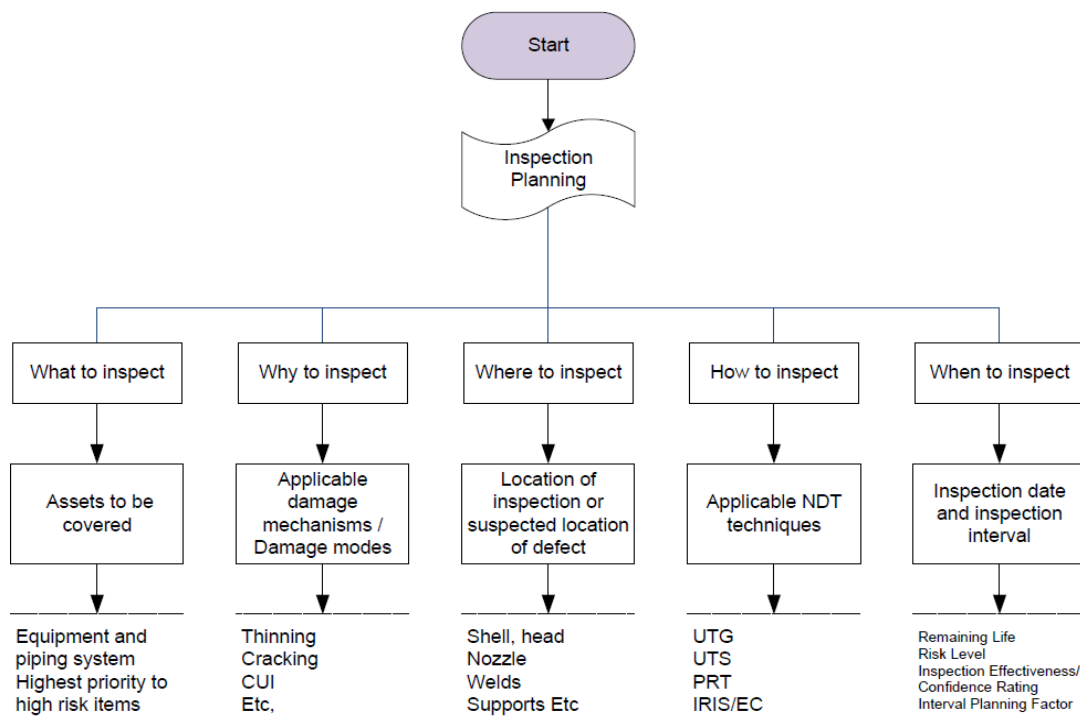 Start
Inspection
Planning
What to inspect
Why to inspect
Where to inspect
How to inspect
When to inspect
Assets to be
covered
Applicable
damage
mechanisms /
Damage modes
Location of
inspection or
suspected location
of defect
Applicable NDT
techniques
Inspection date
and inspection
interval
Equipment and
piping system
Highest priority to
high risk items
Thinning
Cracking
CUI
Etc,
Shell, head
Nozzle
Welds
Supports Etc
UTG
UTS
PRT
IRIS/EC
Remaining Life
Risk Level
Inspection Effectiveness/
Confidence Rating
Interval Planning Factor